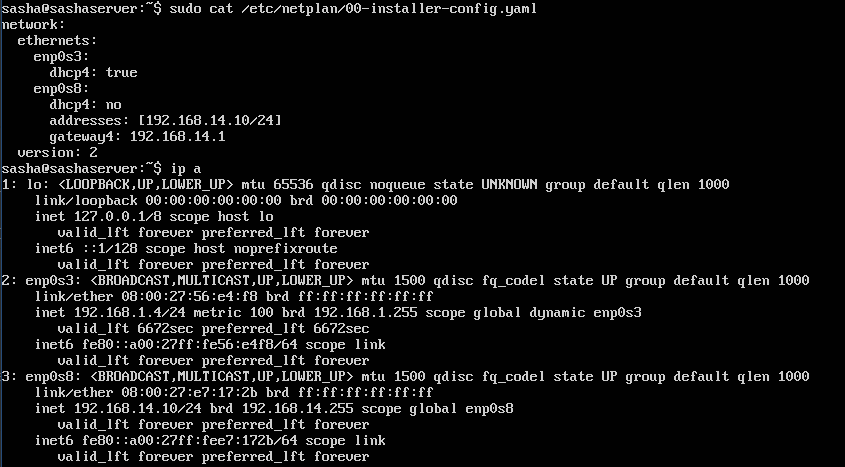 sasha@sashaserver:~$ sudo cat /etc/netplan/00-installer-config.yaml
network:
  ethernets:
    enp0s3:
      dhcp4: true
    enp0s8:
      dhcp4: no
      addresses: [192.168.14.10/24]
      gateway4: 192.168.14.1
  version: 2
sasha@sashaserver:~$ ip a
1: lo: <LOOPBACK,UP,LOWER_UP> mtu 65536 qdisc noqueue state UNKNOWN group default qlen 1000
    link/loopback 00:00:00:00:00:00 brd 00:00:00:00:00:00
    inet 127.0.0.1/8 scope host lo
       valid_lft forever preferred_lft forever
    inet6 ::1/128 scope host noprefixroute
       valid_lft forever preferred_lft forever
2: enp0s3: <BROADCAST,MULTICAST,UP,LOWER_UP> mtu 1500 qdisc fq_codel state UP group default qlen 1000
    link/ether 08:00:27:56:e4:f8 brd ff:ff:ff:ff:ff:ff
    inet 192.168.1.4/24 metric 100 brd 192.168.1.255 scope global dynamic enp0s3
       valid_lft 6672sec preferred_lft 6672sec
    inet6 fe80::a00:27ff:fe56:e4f8/64 scope link
       valid_lft forever preferred_lft forever
3: enp0s8: <BROADCAST,MULTICAST,UP,LOWER_UP> mtu 1500 qdisc fq_codel state UP group default qlen 1000
    link/ether 08:00:27:e7:17:2b brd ff:ff:ff:ff:ff:ff
    inet 192.168.14.10/24 brd 192.168.14.255 scope global enp0s8
       valid_lft forever preferred_lft forever
    inet6 fe80::a00:27ff:fee7:172b/64 scope link
       valid_lft forever preferred_lft forever